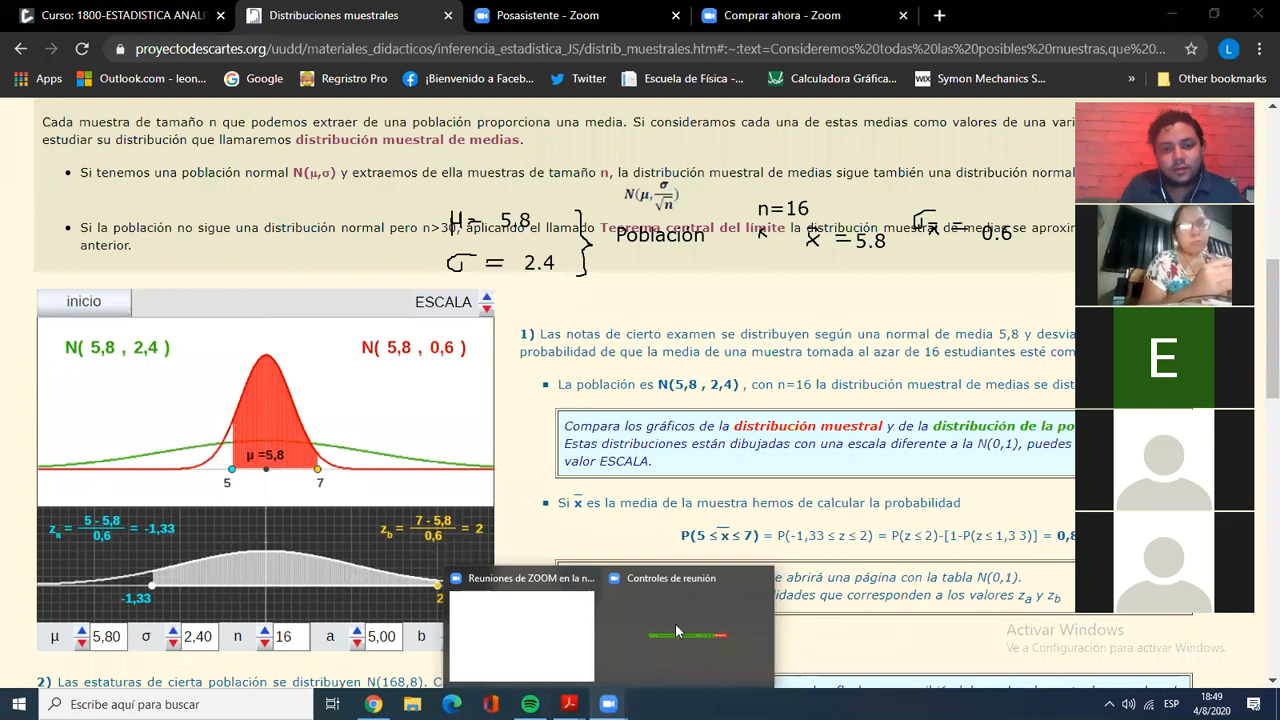 Curso: 1800-ESTADISTICA ANALI
Distribuciones muestrales
Posasistente - Zoom
Comprar ahora - Zoom
proyectodescartes.org/uudd/materiales_didacticos/inferencia_estadistica_JS/distrib_muestrales.htm#:~:text=Consideremos%20todas%20las%20posibles%20muestras,que%20...
L
Apps
Outlook.com - leon...
Google
Registro Pro
¡Bienvenido a Faceb...
Twitter
Escuela de Física -...
Calculadora Gráfica...
Symon Mechanics S...
»
Other bookmarks
Cada muestra de tamaño n que podemos extraer de una población proporciona una media. Si consideramos cada una de estas medias como valores de una vari
estudiar su distribución que llamaremos distribución muestral de medias.
Si tenemos una población normal N(μ,σ) y extraemos de ella muestras de tamaño n, la distribución muestral de medias sigue también una distribución normal
N(μ, σ/√n)
Si la población no sigue una distribución normal pero n>30, aplicando el llamado Teorema central del límite la distribución muestral de medias se aproxim
anterior.
μ = 5.8
σ = 2.4
Población
n=16
x̄ =5.8
σx̄ = 0.6
inicio
ESCALA
N( 5,8 , 2,4 )
N( 5,8 , 0,6 )
μ =5,8
5
7
za = 5 - 5,8 / 0,6 = -1,33
zb = 7 - 5,8 / 0,6 = 2
-1,33
2
μ 5,80 σ 2,40 n 16 a 5,00 b
1) Las notas de cierto examen se distribuyen según una normal de media 5,8 y desvia
probabilidad de que la media de una muestra tomada al azar de 16 estudiantes esté com
La población es N(5,8 , 2,4) , con n=16 la distribución muestral de medias se dist
Compara los gráficos de la distribución muestral y de la distribución de la po
Estas distribuciones están dibujadas con una escala diferente a la N(0,1), puedes
valor ESCALA.
Si x̄ es la media de la muestra hemos de calcular la probabilidad
P(5 ≤ x̄ ≤ 7) = P(-1,33 ≤ z ≤ 2) = P(z ≤ 2)-[1-P(z ≤ 1,3 3)] = 0,8
e abrirá una página con la tabla N(0,1).
lidades que corresponden a los valores za y zb
2) Las estaturas de cierta población se distribuyen N(168,8). C
Reuniones de ZOOM en la n...
Controles de reunión
E
Activar Windows
Ve a Configuración para activar Windows.
Escribe aquí para buscar
ESP
18:49
4/8/2020